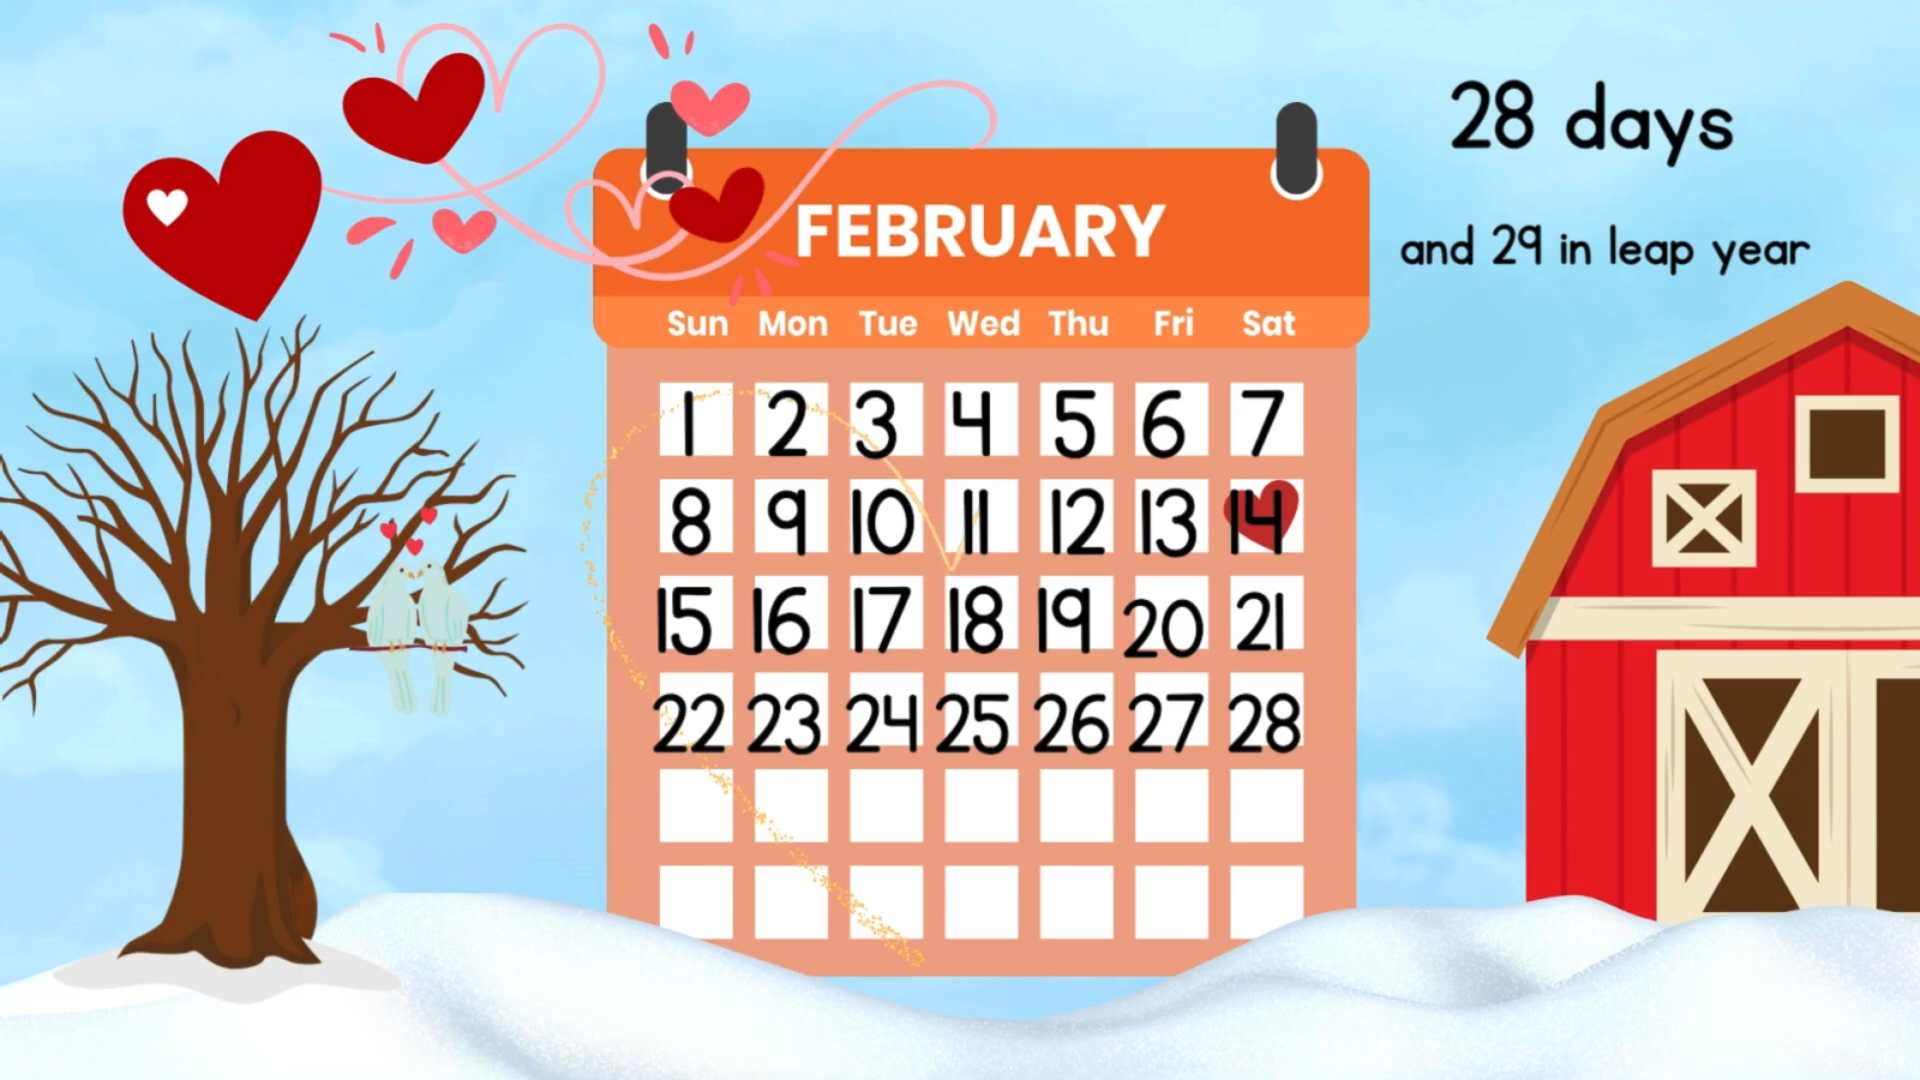 28 days
and 29 in leap year
FEBRUARY
Sun Mon Tue Wed Thu Fri Sat
1 2 3 4 5 6 7
8 9 10 11 12 13 14
15 16 17 18 19 20 21
22 23 24 25 26 27 28